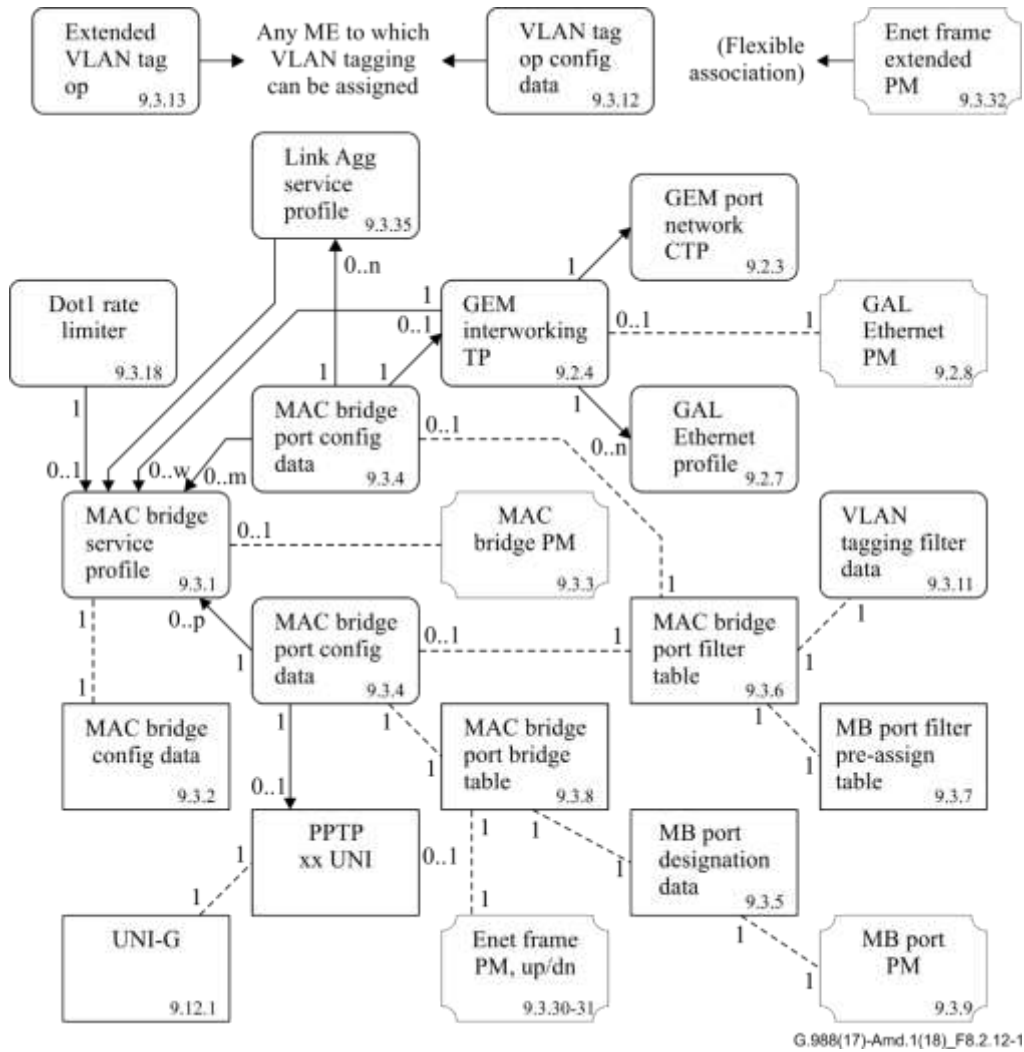 Extended
VLAN tag
op
9.3.13
Any ME to which
VLAN tagging
can be assigned
VLAN tag
op config
data
9.3.12
(Flexible
association)
Enet frame
extended
PM
9.3.32
Link Agg
service
profile
9.3.35
0..n
GEM port
network
CTP
9.2.3
1
Dot1 rate
limiter
9.3.18
1
0..1
1
0..1
GEM
interworking
TP
9.2.4
0..1
1
GAL
Ethernet
PM
9.2.8
1
1
MAC bridge
port config
data
9.3.4
0..1
1
0..n
GAL
Ethernet
profile
9.2.7
0..w
0..m
MAC bridge
service
profile
9.3.1
0..1
MAC
bridge PM
9.3.3
VLAN
tagging filter
data
9.3.11
1
0..p
1
MAC bridge
port config
data
9.3.4
0..1
1
1
MAC bridge
port filter
table
9.3.6
1
1
1
1
MAC bridge
config data
9.3.2
1
0..1
1
1
MAC bridge
port bridge
table
9.3.8
1
1
MB port filter
pre-assign
table
9.3.7
PPTP
xx UNI
1
1
0..1
1
1
1
MB port
designation
data
9.3.5
UNI-G
9.12.1
1
Enet frame
PM, up/dn
9.3.30-31
1
1
MB port
PM
9.3.9
G.988(17)-Amd.1(18)_F8.2.12-1